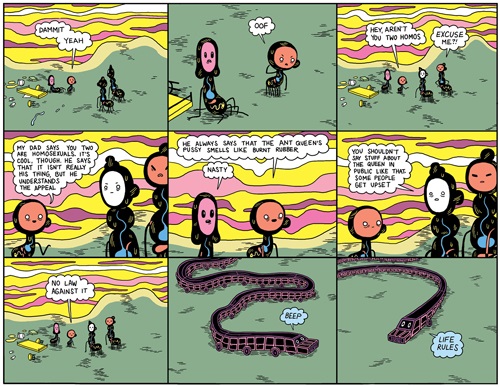 DAMMIT
YEAH
OOF
HEY, AREN'T
YOU TWO HOMOS
EXCUSE
ME?!
MY DAD SAYS YOU TWO
ARE HOMOSEXUALS. IT'S
COOL, THOUGH. HE SAYS
THAT IT ISN'T REALLY
HIS THING, BUT HE
UNDERSTANDS
THE APPEAL
HE ALWAYS SAYS THAT THE ANT QUEEN'S
PUSSY SMELLS LIKE BURNT RUBBER
NASTY
YOU SHOULDN'T
SAY STUFF ABOUT
THE QUEEN IN
PUBLIC LIKE THAT
SOME PEOPLE
GET UPSET
NO LAW
AGAINST IT
BEEP
LIFE
RULES